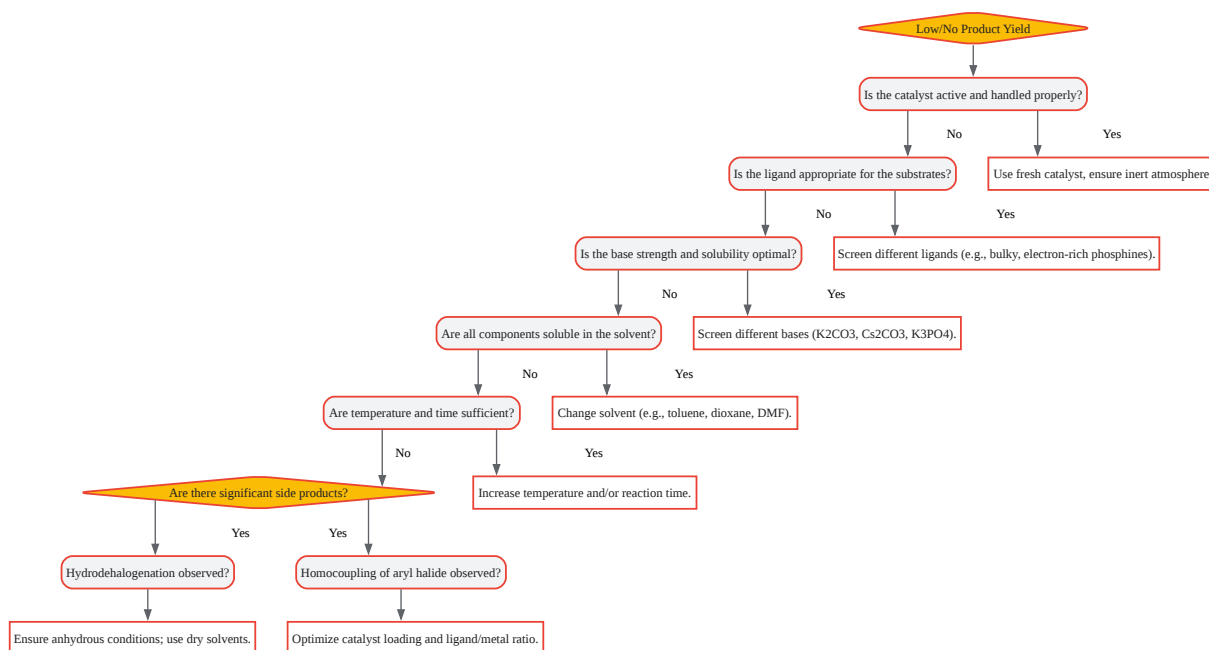 Low/No Product Yield
Is the catalyst active and handled properly?
No
Yes
Is the ligand appropriate for the substrates?
Use fresh catalyst, ensure inert atmosphere
No
Yes
Is the base strength and solubility optimal?
Screen different ligands (e.g., bulky, electron-rich phosphines).
No
Yes
Are all components soluble in the solvent?
Screen different bases (K2CO3, Cs2CO3, K3PO4).
No
Yes
Are temperature and time sufficient?
Change solvent (e.g., toluene, dioxane, DMF).
No
Yes
Are there significant side products?
Increase temperature and/or reaction time.
Yes
Yes
Hydrodehalogenation observed?
Homocoupling of aryl halide observed?
Ensure anhydrous conditions; use dry solvents.
Optimize catalyst loading and ligand/metal ratio.